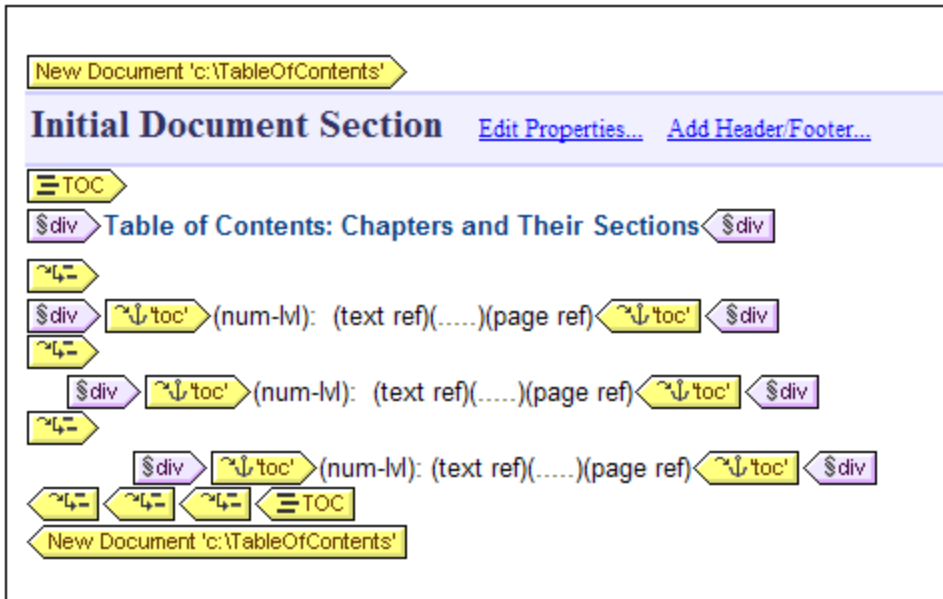 New Document 'c:\TableOfContents'
Initial Document Section Edit Properties... Add Header/Footer...
TOC
§div Table of Contents: Chapters and Their Sections §div
§div 'toc' (num-lvl): (text ref)(.....)(page ref) 'toc' §div
§div 'toc' (num-lvl): (text ref)(.....)(page ref) 'toc' §div
§div 'toc' (num-lvl): (text ref)(.....)(page ref) 'toc' §div
TOC
New Document 'c:\TableOfContents'